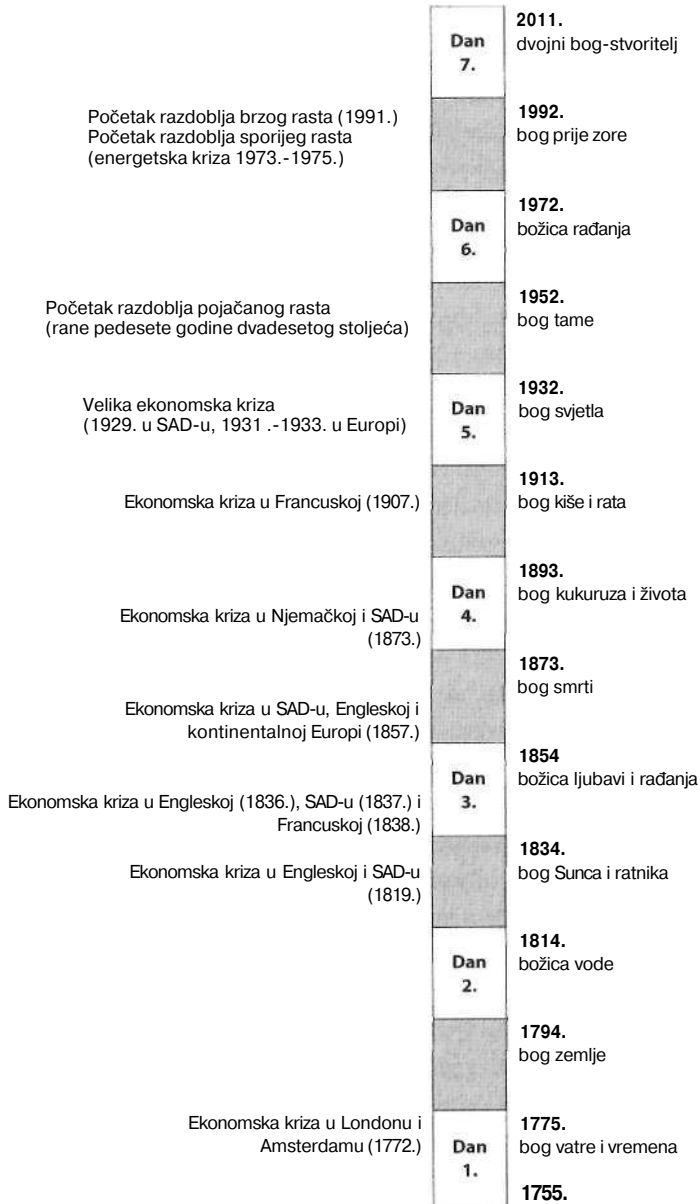 2011.
dvojni bog-stvoritelj
Dan
7.
Početak razdoblja brzog rasta (1991.)
Početak razdoblja sporijeg rasta
(energetska kriza 1973.-1975.)
1992.
bog prije zore
1972.
božica rađanja
Dan
6.
Početak razdoblja pojačanog rasta
(rane pedesete godine dvadesetog stoljeća)
1952.
bog tame
Velika ekonomska kriza
(1929. u SAD-u, 1931 .-1933. u Europi)
1932.
bog svjetla
Dan
5.
Ekonomska kriza u Francuskoj (1907.)
1913.
bog kiše i rata
1893.
bog kukuruza i života
Dan
4.
Ekonomska kriza u Njemačkoj i SAD-u
(1873.)
1873.
bog smrti
Ekonomska kriza u SAD-u, Engleskoj i
kontinentalnoj Europi (1857.)
1854
božica ljubavi i rađanja
Dan
3.
Ekonomska kriza u Engleskoj (1836.), SAD-u (1837.) i
Francuskoj (1838.)
1834.
bog Sunca i ratnika
Ekonomska kriza u Engleskoj i SAD-u
(1819.)
1814.
božica vode
Dan
2.
1794.
bog zemlje
Ekonomska kriza u Londonu i
Amsterdamu (1772.)
1775.
bog vatre i vremena
Dan
1.
1755.